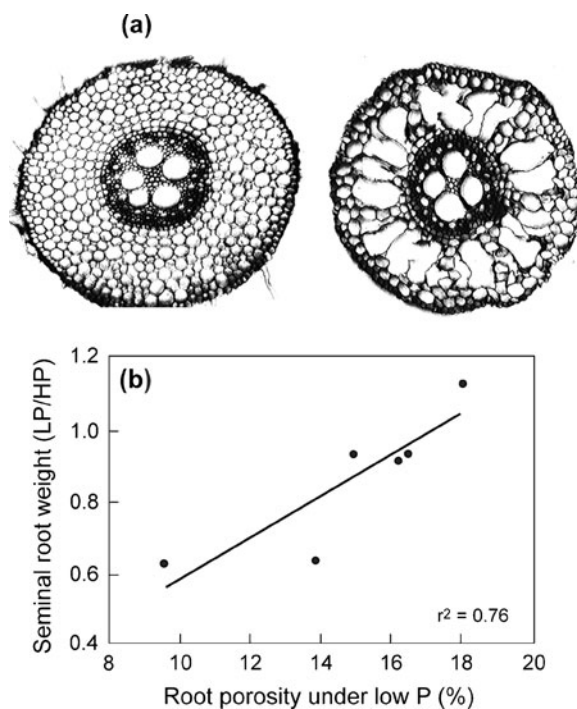 (a)
(b)
Seminal root weight (LP/HP)
1.2
1.0
0.8
0.6
0.4
r² = 0.76
8 10 12 14 16 18 20
Root porosity under low P (%)